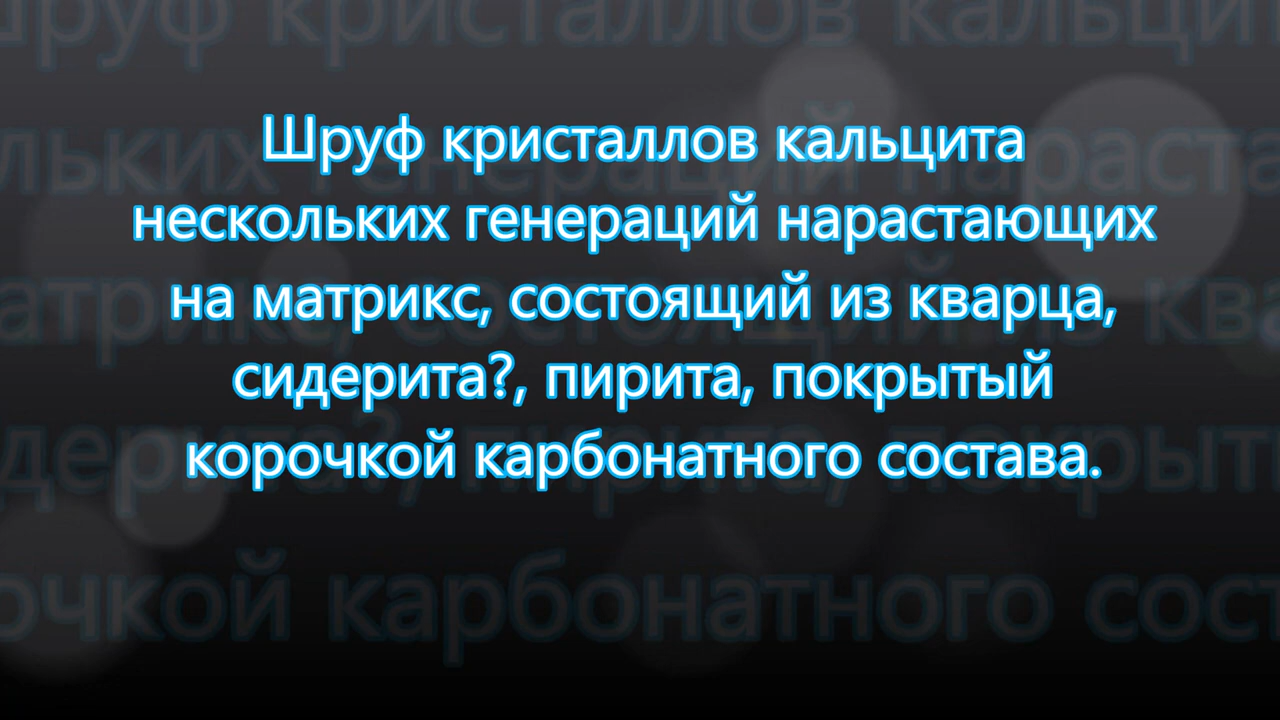 Шруф кристаллов кальцита
нескольких генераций нарастающих
на матрикс, состоящий из кварца,
сидерита?, пирита, покрытый
корочкой карбонатного состава.